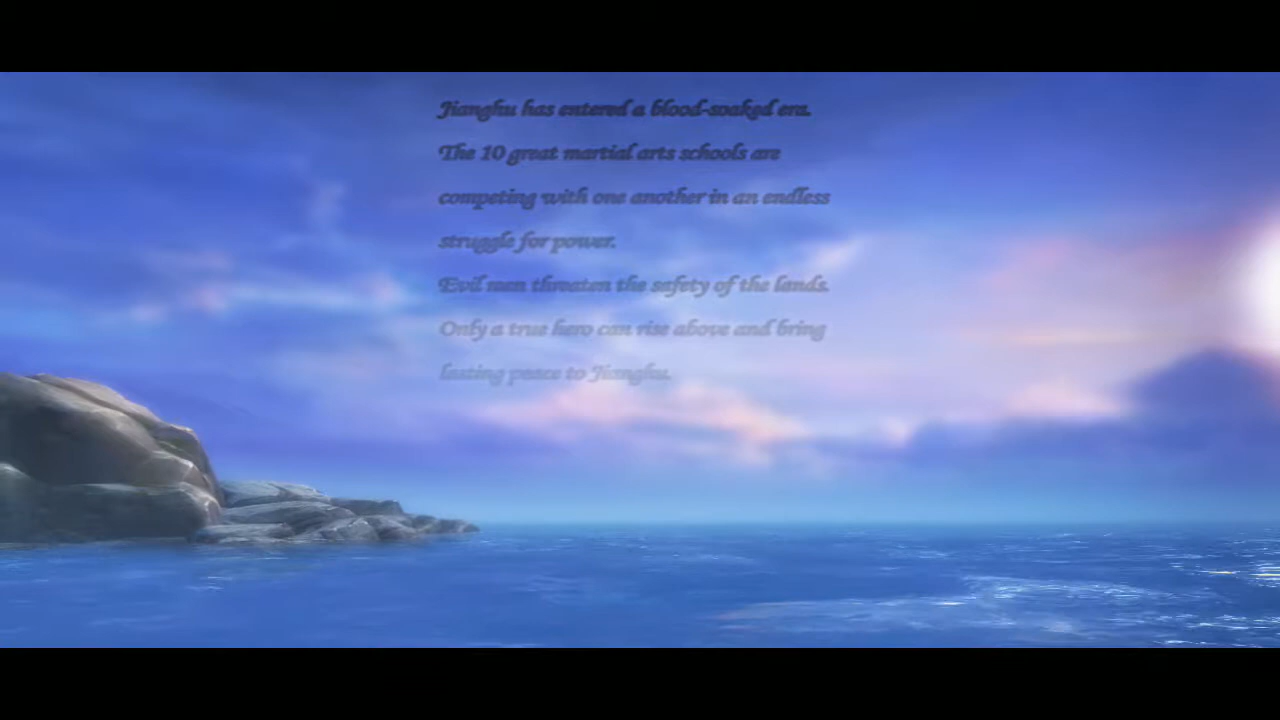 Jianghu has entered a blood-soaked era.
The 10 great martial arts schools are
competing with one another in an endless
struggle for power.
Evil men threaten the safety of the lands.
Only a true hero can rise above and bring
lasting peace to Jianghu.